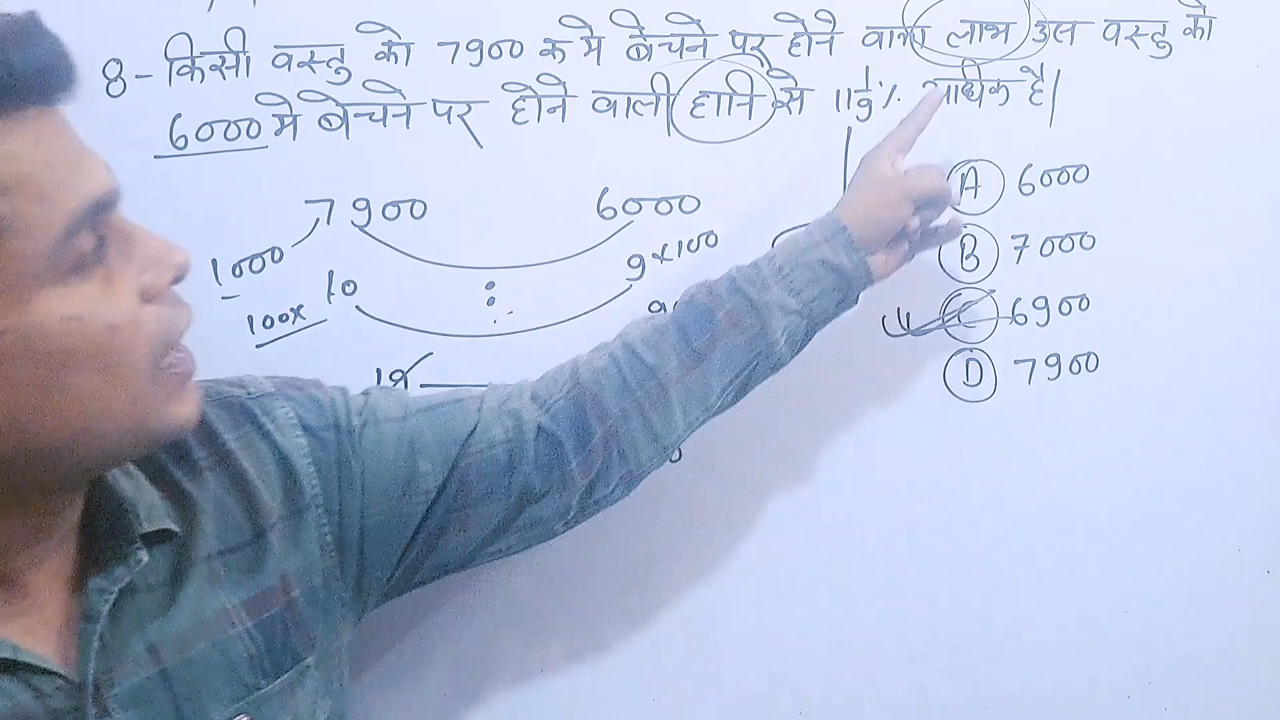 8- किसी वस्तु को 7900 रू मे बेचने पर होने वाला लाभ उस वस्तु को
6000 मे बेचने पर होने वाली हानि से 11 1/9 % अधिक है|
7900 6000
1000 10 : 9x100
100x
19
A 6000
B 7000
C 6900
D 7900